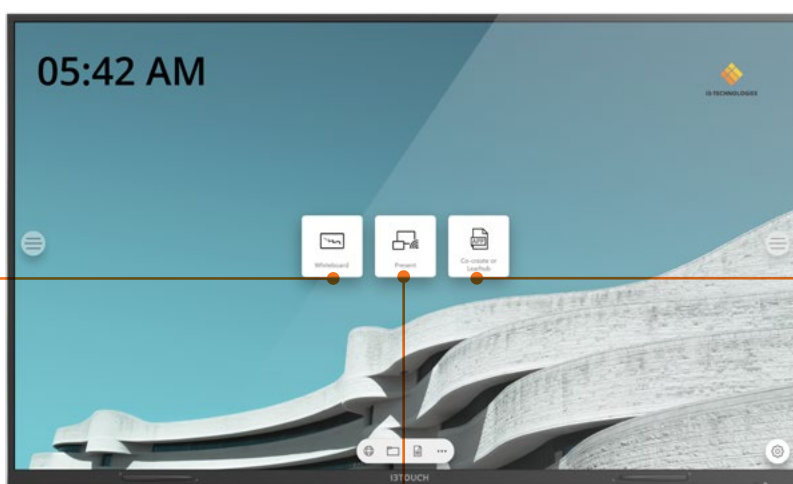 05:42 AM
i3-TECHNOLOGIES
Whiteboard
Present
Co-create or
Learnhub
i3TOUCH